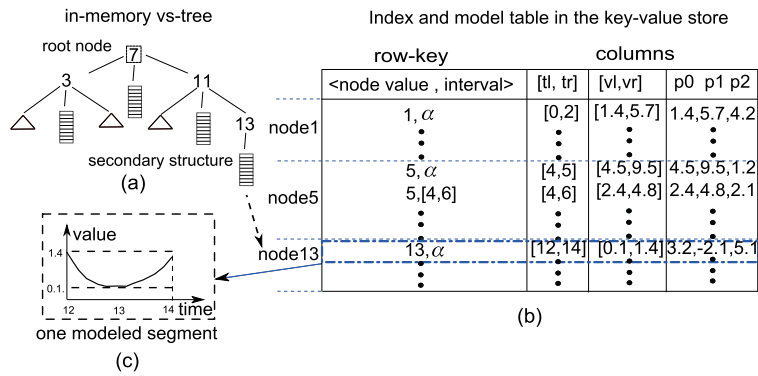 in-memory vs-tree
root node
7
3
11
13
secondary structure
(a)
Index and model table in the key-value store
row-key columns
<node value , interval> [tl, tr] [vl,vr] p0 p1 p2
node1 1, α [0,2] [1.4,5.7] 1.4,5.7,4.2
5, α [4,5] [4.5,9.5] 4.5,9.5,1.2
node5 5,[4,6] [4,6] [2.4,4.8] 2.4,4.8,2.1
node13 13,α [12,14] [0.1,1.4] 3.2,-2.1,5.1
(b)
value
1.4
0.1.
12 13 14 time
one modeled segment
(c)